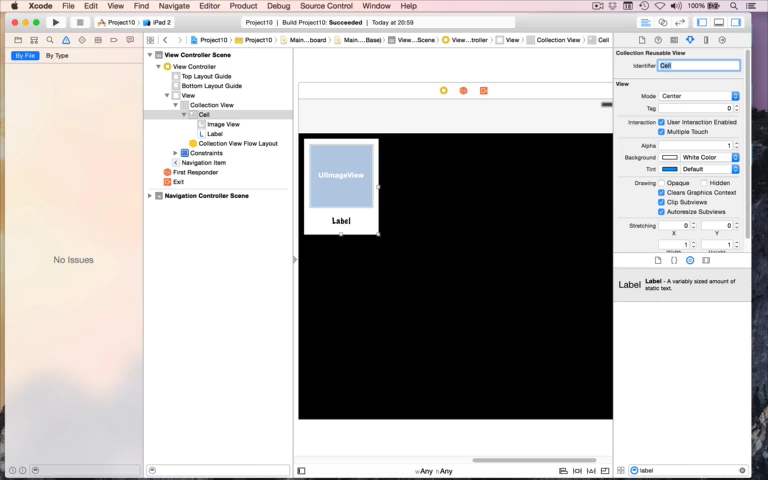 Xcode File Edit View Find Navigate Editor Product Debug Source Control Window Help 100%
Project10 iPad 2 Project10 Build Project10: Succeeded Today at 20:59
Project10 Project10 Main....board Main....Base) View...Scene View...troller View Collection View Cell
By File By Type
No Issues
View Controller Scene
View Controller
Top Layout Guide
Bottom Layout Guide
View
Collection View
Cell
Image View
Label
Collection View Flow Layout
Constraints
Navigation Item
First Responder
Exit
Navigation Controller Scene
UIImageView
Label
wAny hAny
Collection Reusable View
Identifier Cell
View
Mode Center
Tag 0
Interaction User Interaction Enabled
Multiple Touch
Alpha 1
Background White Color
Tint Default
Drawing Opaque Hidden
Clears Graphics Context
Clip Subviews
Autoresize Subviews
Stretching 0 0
X Y
1 1
Label Label - A variably sized amount of
static text.
label